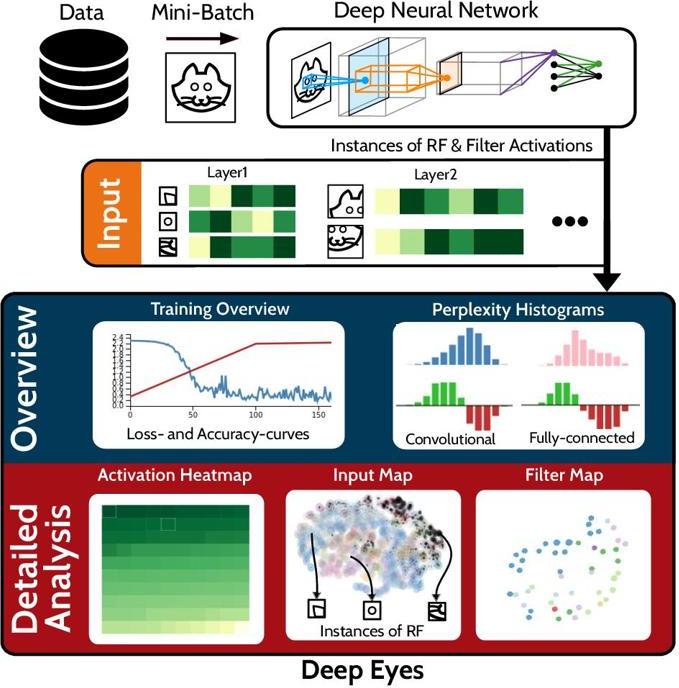 Data
Mini-Batch
Deep Neural Network
Instances of RF & Filter Activations
Input
Layer1
Layer2
Overview
Training Overview
Perplexity Histograms
2.4
2.2
2.0
1.8
1.6
1.4
1.2
1.0
0.8
0.6
0.4
0.2
0.0
0
50
100
150
Loss- and Accuracy-curves
Convolutional
Fully-connected
Detailed
Analysis
Activation Heatmap
Input Map
Filter Map
Instances of RF
Deep Eyes